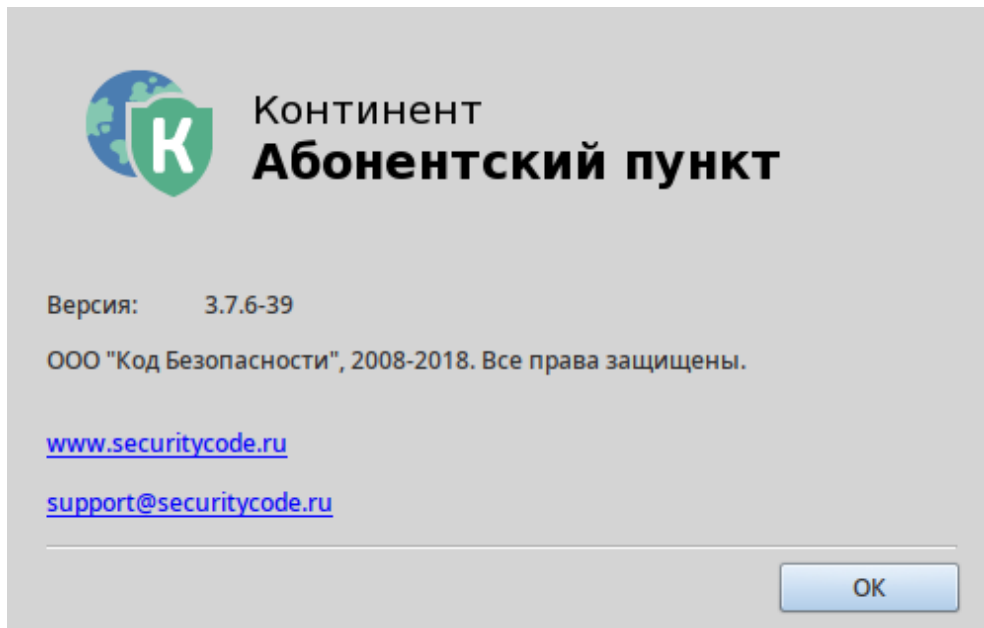 К
Континент
Абонентский пункт
Версия: 3.7.6-39
ООО "Код Безопасности", 2008-2018. Все права защищены.
www.securitycode.ru
support@securitycode.ru
ОК